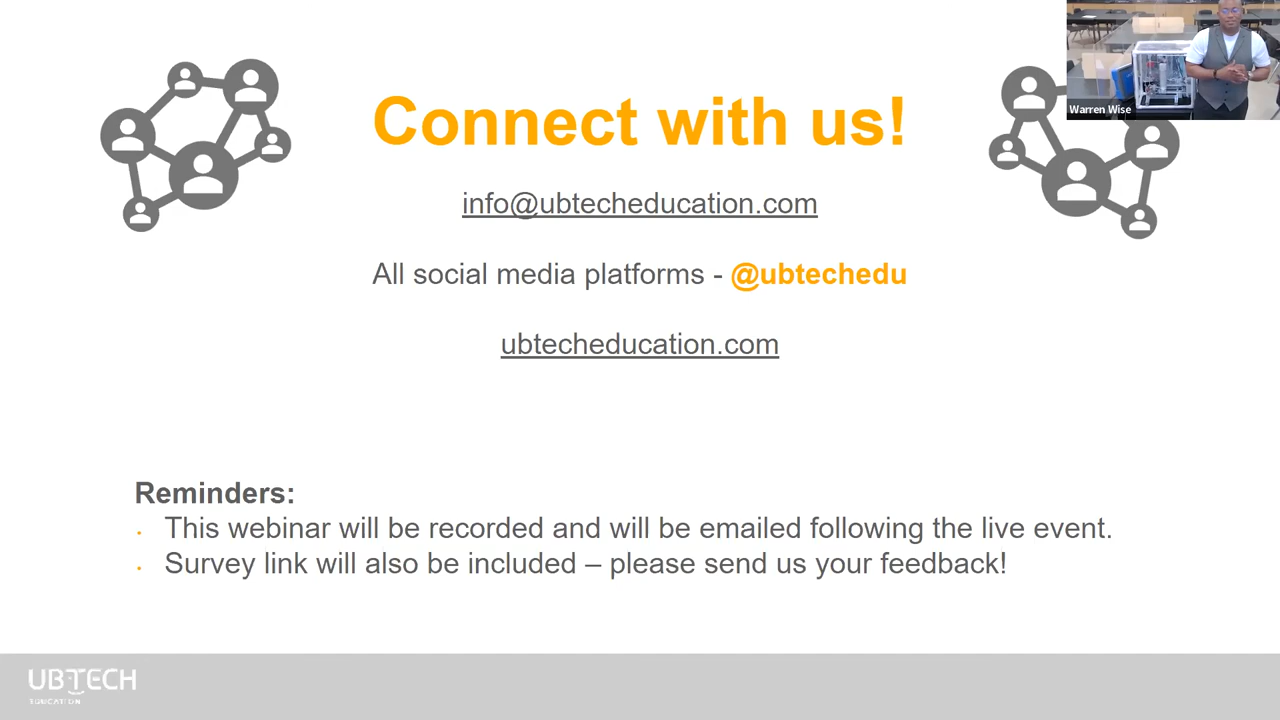 Connect with us!
info@ubtecheducation.com
All social media platforms - @ubtechedu
ubtecheducation.com
Warren Wise
Reminders:
· This webinar will be recorded and will be emailed following the live event.
· Survey link will also be included – please send us your feedback!
UBTECH
EDUCATION